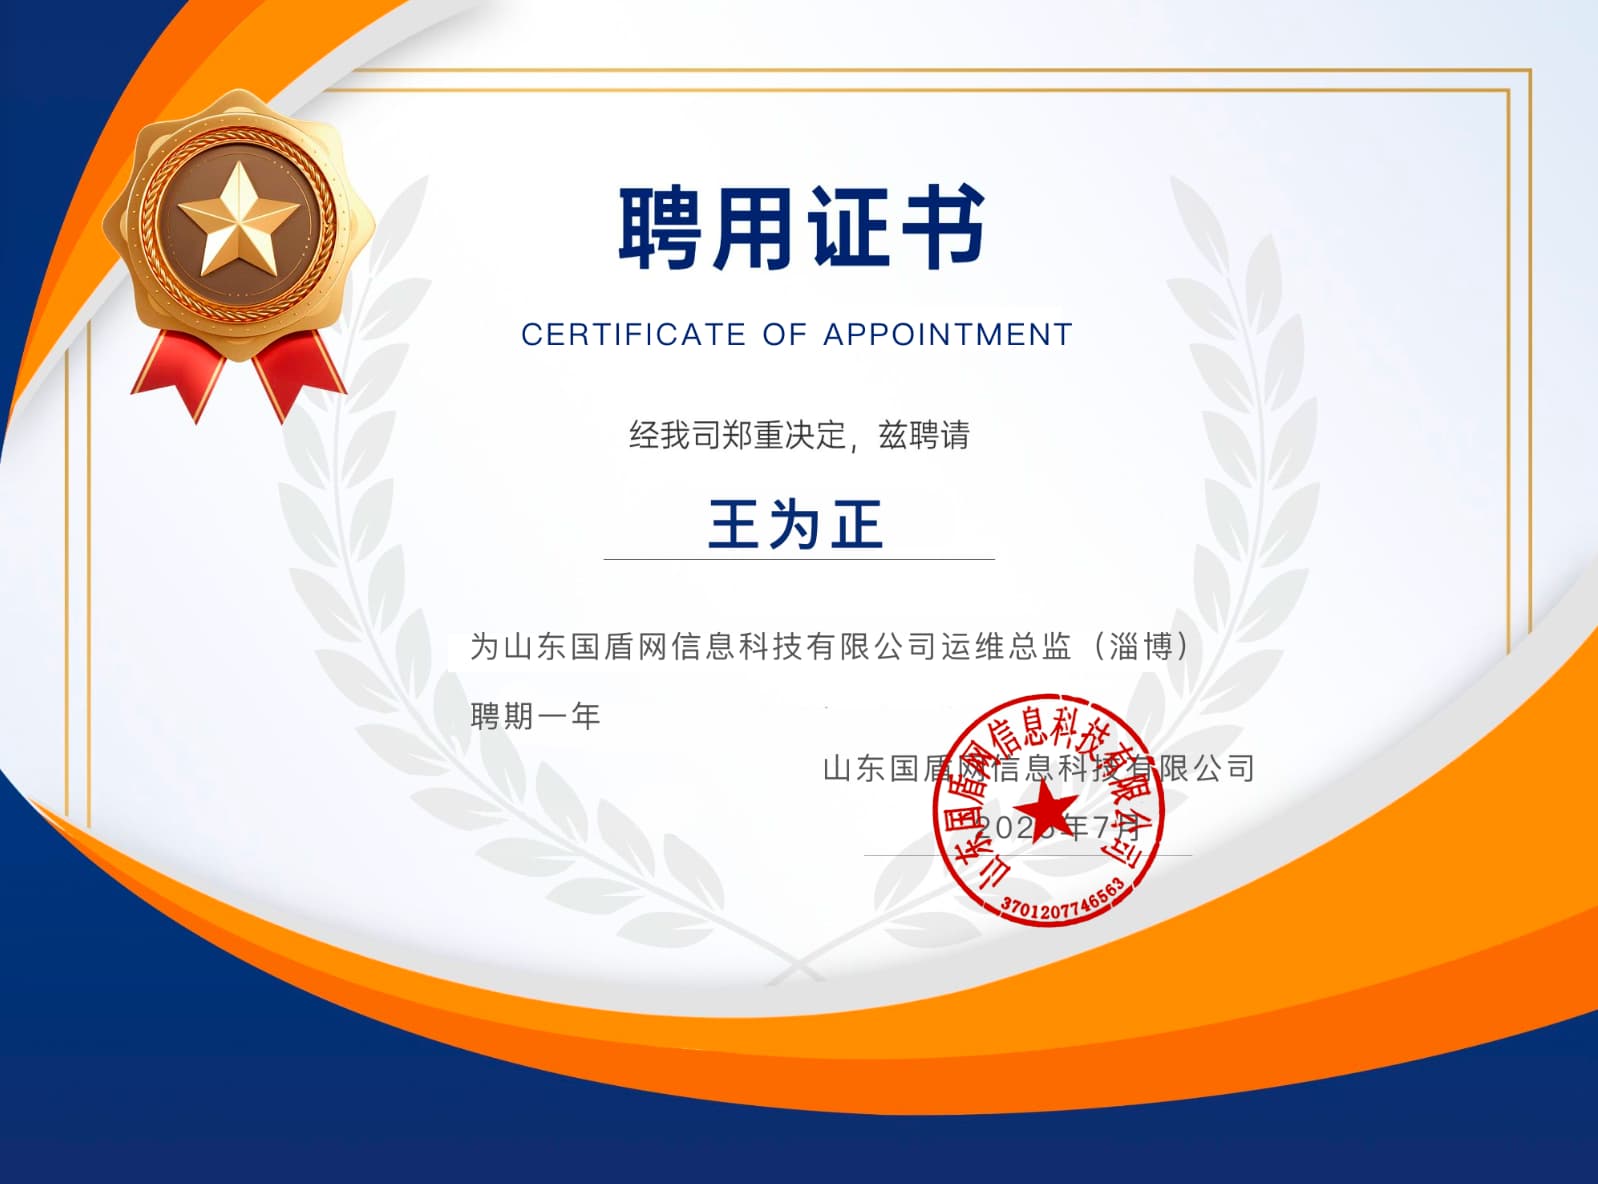 聘用证书
CERTIFICATE OF APPOINTMENT
经我司郑重决定，兹聘请
王为正
为山东国盾网信息科技有限公司运维总监（淄博）
聘期一年
山东国盾网信息科技有限公司
年7月
山东国盾网信息科技有限公司
3701207746563